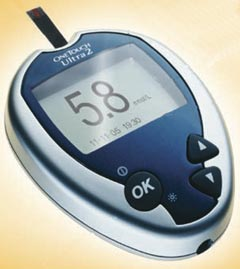 ONETOUCH
Ultra 2
5.8
mmol/L
11-11-05 19:30
OK